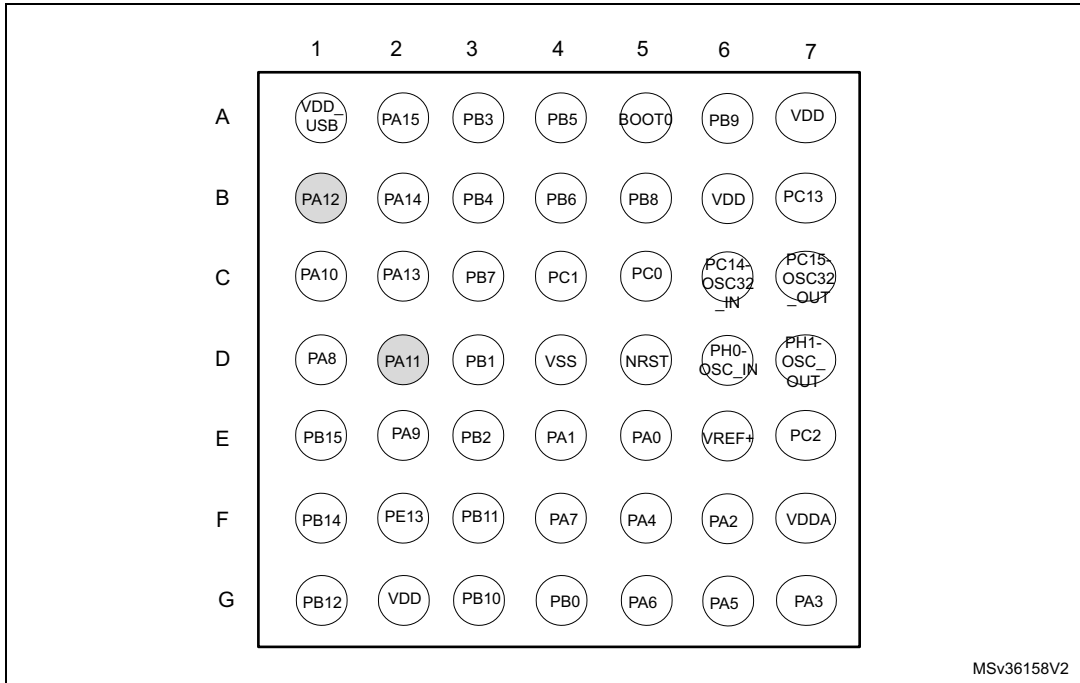 1 2 3 4 5 6 7
A VDD_ USB PA15 PB3 PB5 BOOT0 PB9 VDD
B PA12 PA14 PB4 PB6 PB8 VDD PC13
C PA10 PA13 PB7 PC1 PC0 PC14-OSC32_IN PC15-OSC32_OUT
D PA8 PA11 PB1 VSS NRST PH0-OSC_IN PH1-OSC_OUT
E PB15 PA9 PB2 PA1 PA0 VREF+ PC2
F PB14 PE13 PB11 PA7 PA4 PA2 VDDA
G PB12 VDD PB10 PB0 PA6 PA5 PA3
MSv36158V2